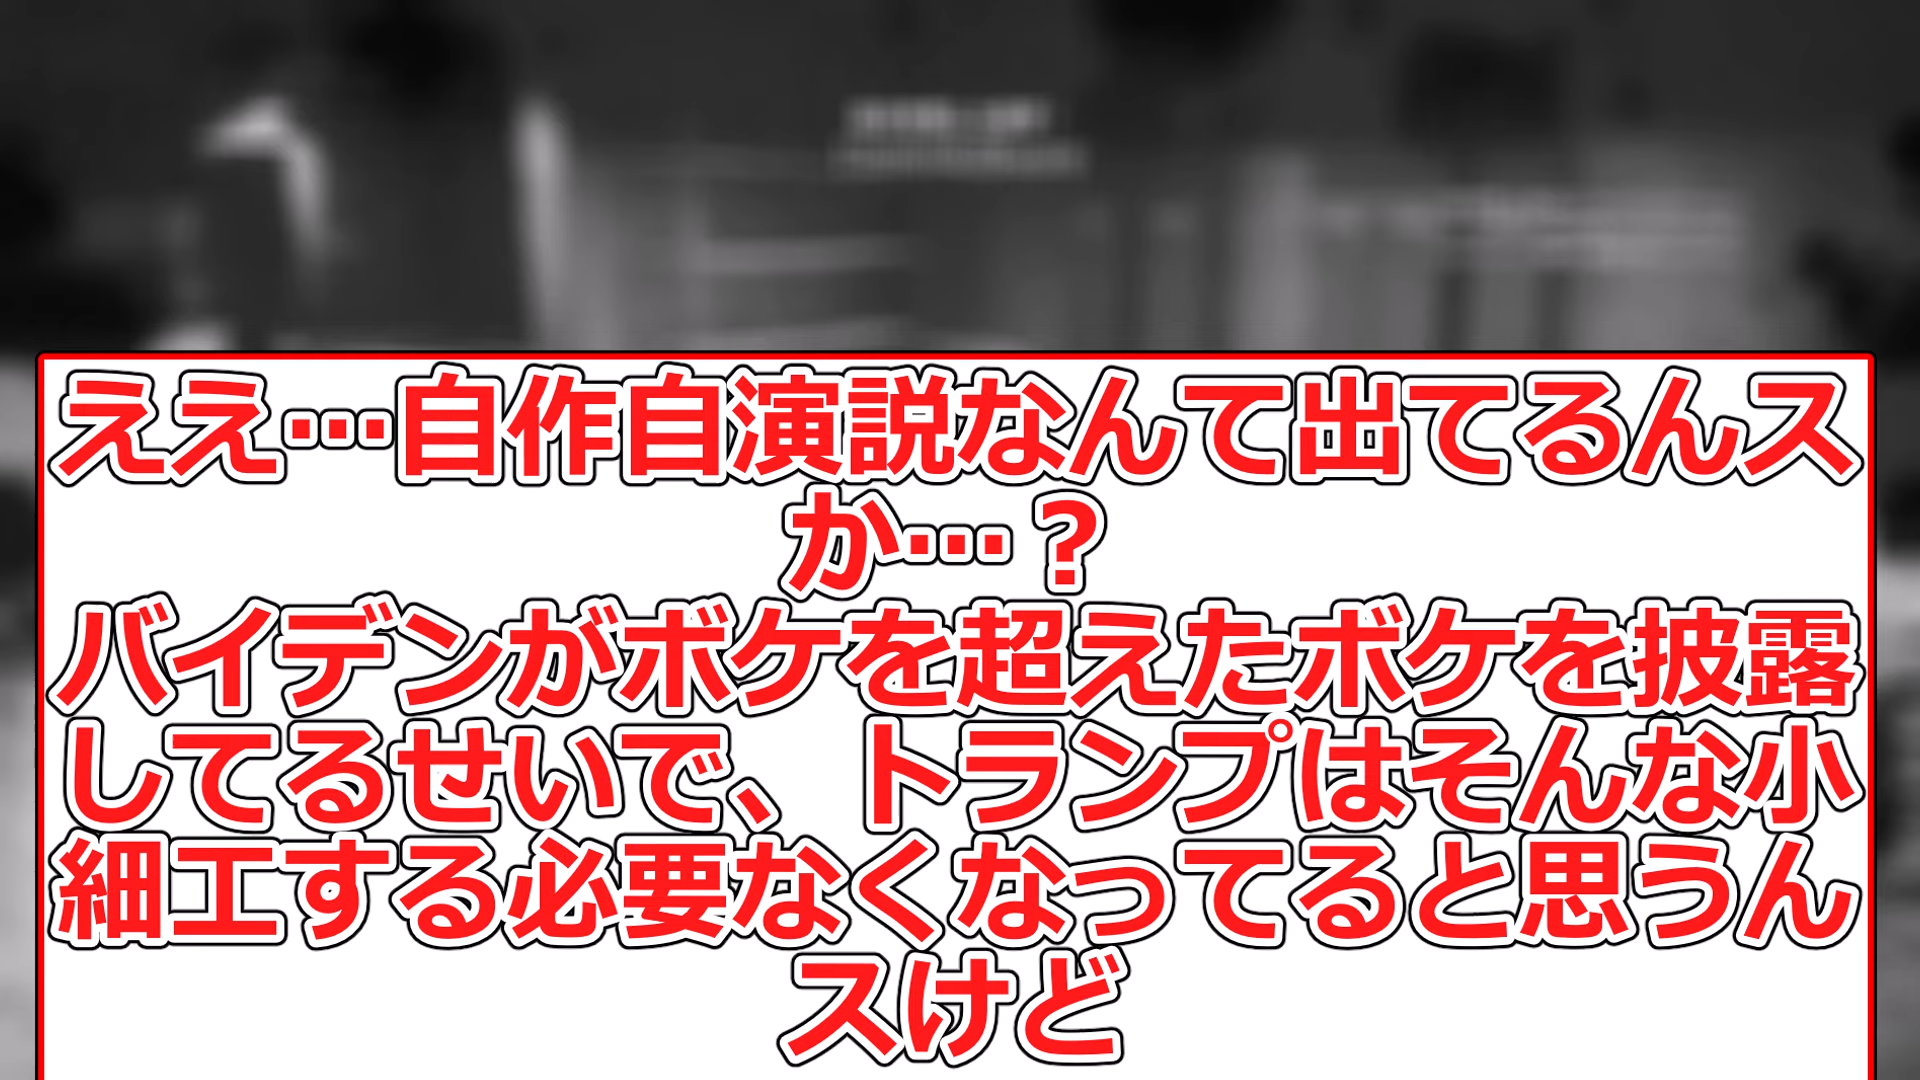 ええ…自作自演説なんて出てるんス
か…？
バイデンがボケを超えたボケを披露
してるせいで、トランプはそんな小
細工する必要なくなってると思うん
スけど